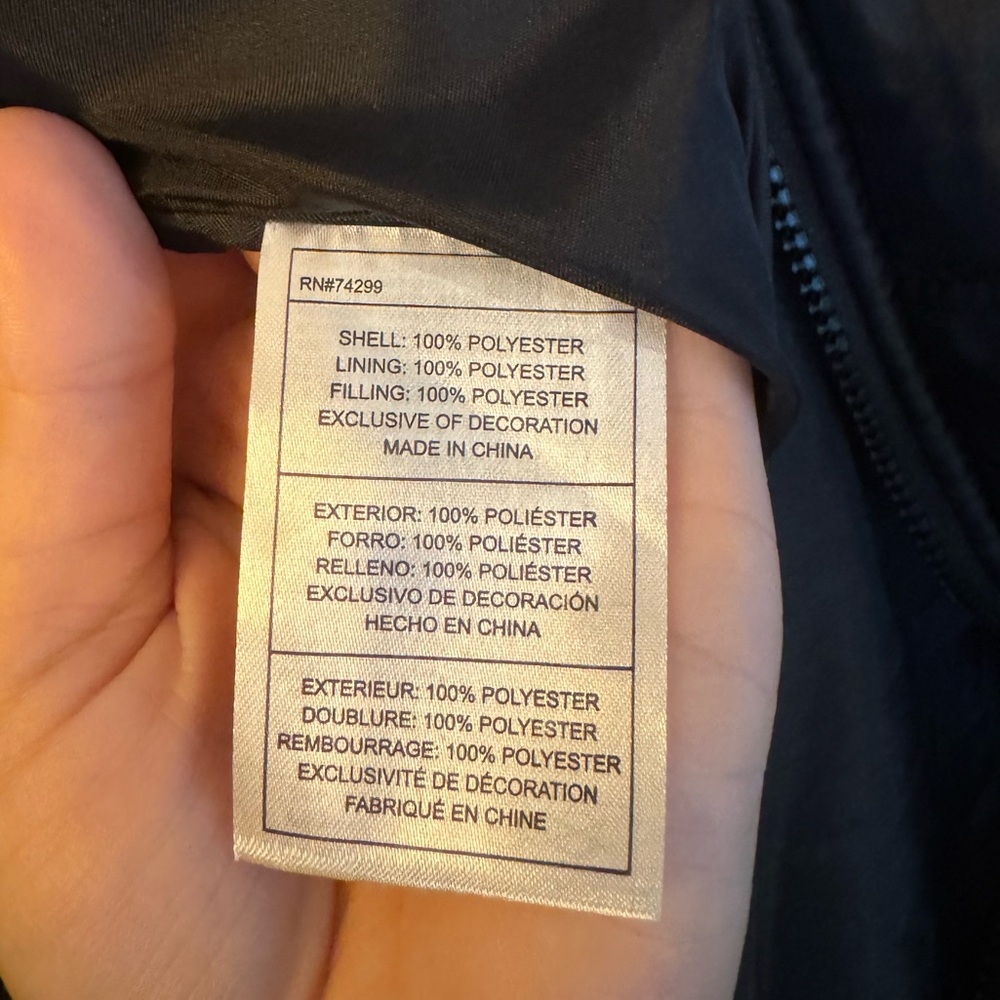 RN#74299
SHELL: 100% POLYESTER
LINING: 100% POLYESTER
FILLING: 100% POLYESTER
EXCLUSIVE OF DECORATION
MADE IN CHINA
EXTERIOR: 100% POLIÉSTER
FORRO: 100% POLIÉSTER
RELLENO: 100% POLIÉSTER
EXCLUSIVO DE DECORACIÓN
HECHO EN CHINA
EXTERIEUR: 100% POLYESTER
DOUBLURE: 100% POLYESTER
REMBOURRAGE: 100% POLYESTER
EXCLUSIVITÉ DE DÉCORATION
FABRIQUÉ EN CHINE